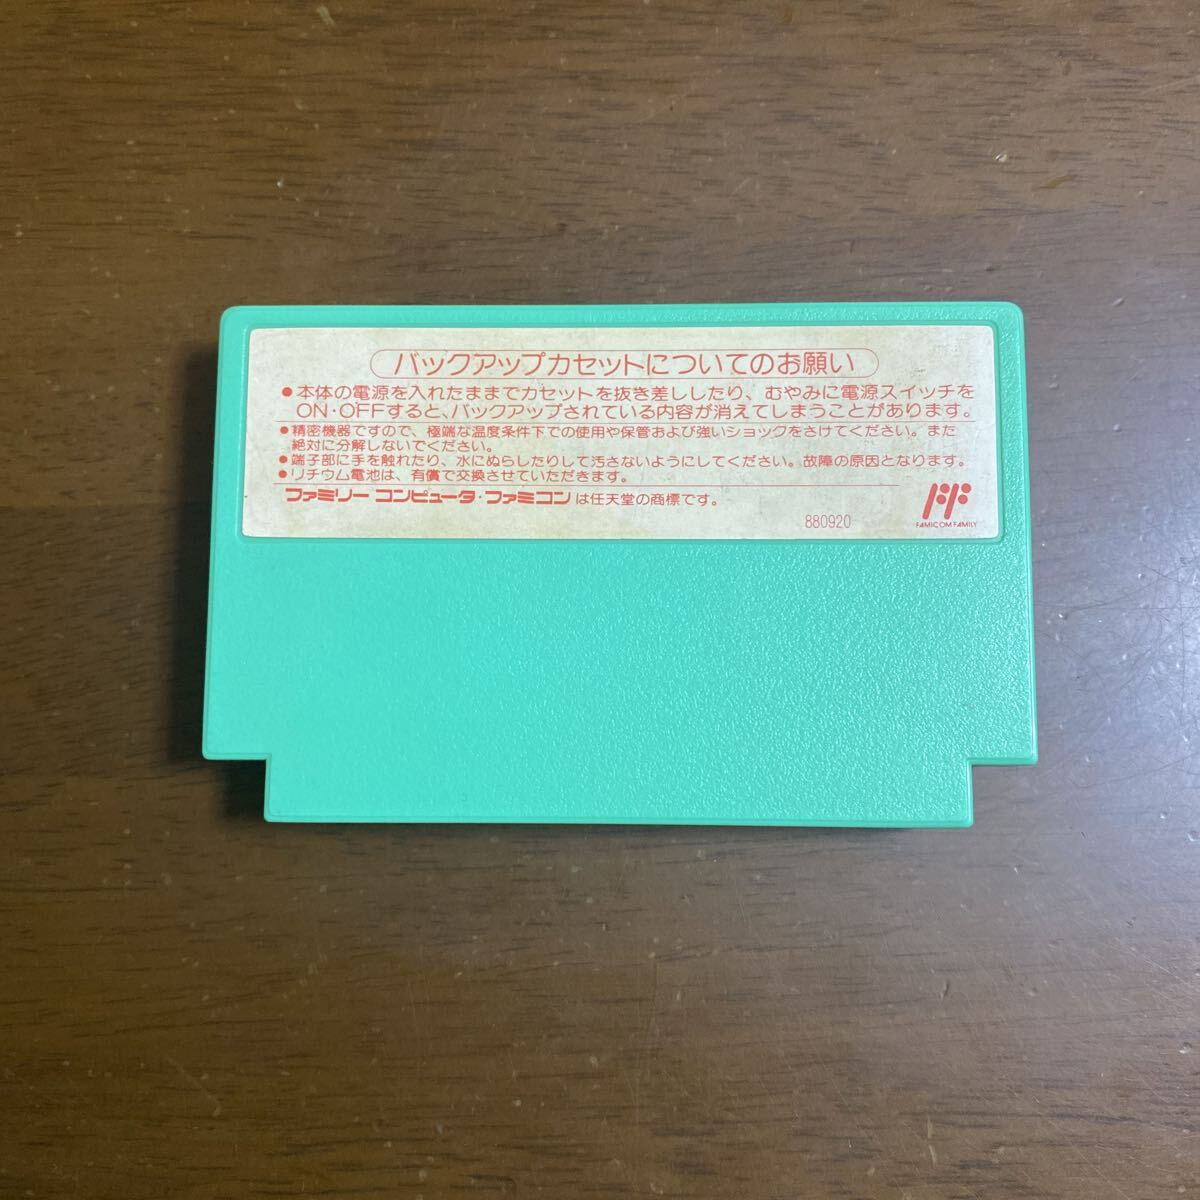 バックアップカセットについてのお願い
●本体の電源を入れたままでカセットを抜き差ししたり、むやみに電源スイッチを
ON・OFFすると、バックアップされている内容が消えてしまうことがあります。
●精密機器ですので、極端な温度条件下での使用や保管および強いショックをさけてください。また
絶対に分解しないでください。
●端子部に手を触れたり、水にぬらしたりして汚さないようにしてください。故障の原因となります。
●リチウム電池は、有償で交換させていただきます。
ファミリー コンピュータ・ファミコン は任天堂の商標です。
880920
FAMICOM FAMILY